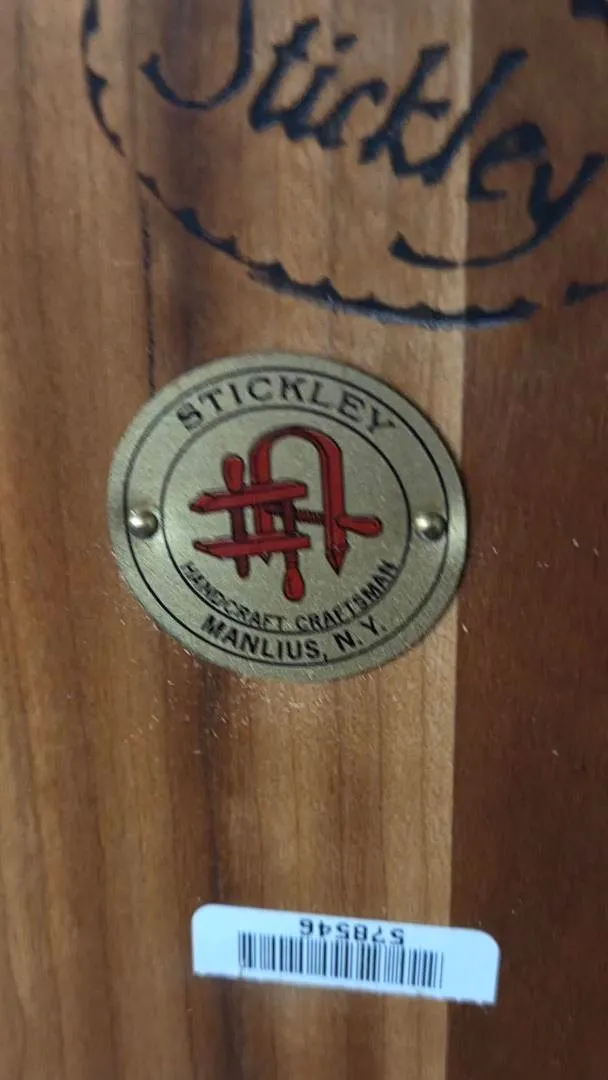 Stickley
STICKLEY
HANDCRAFT CRAFTSMAN
MANLIUS, N.Y.
578546